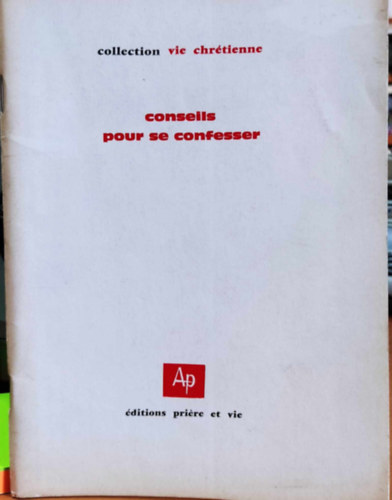 collection vie chrétienne
conseils
pour se confesser
Ap
éditions prière et vie